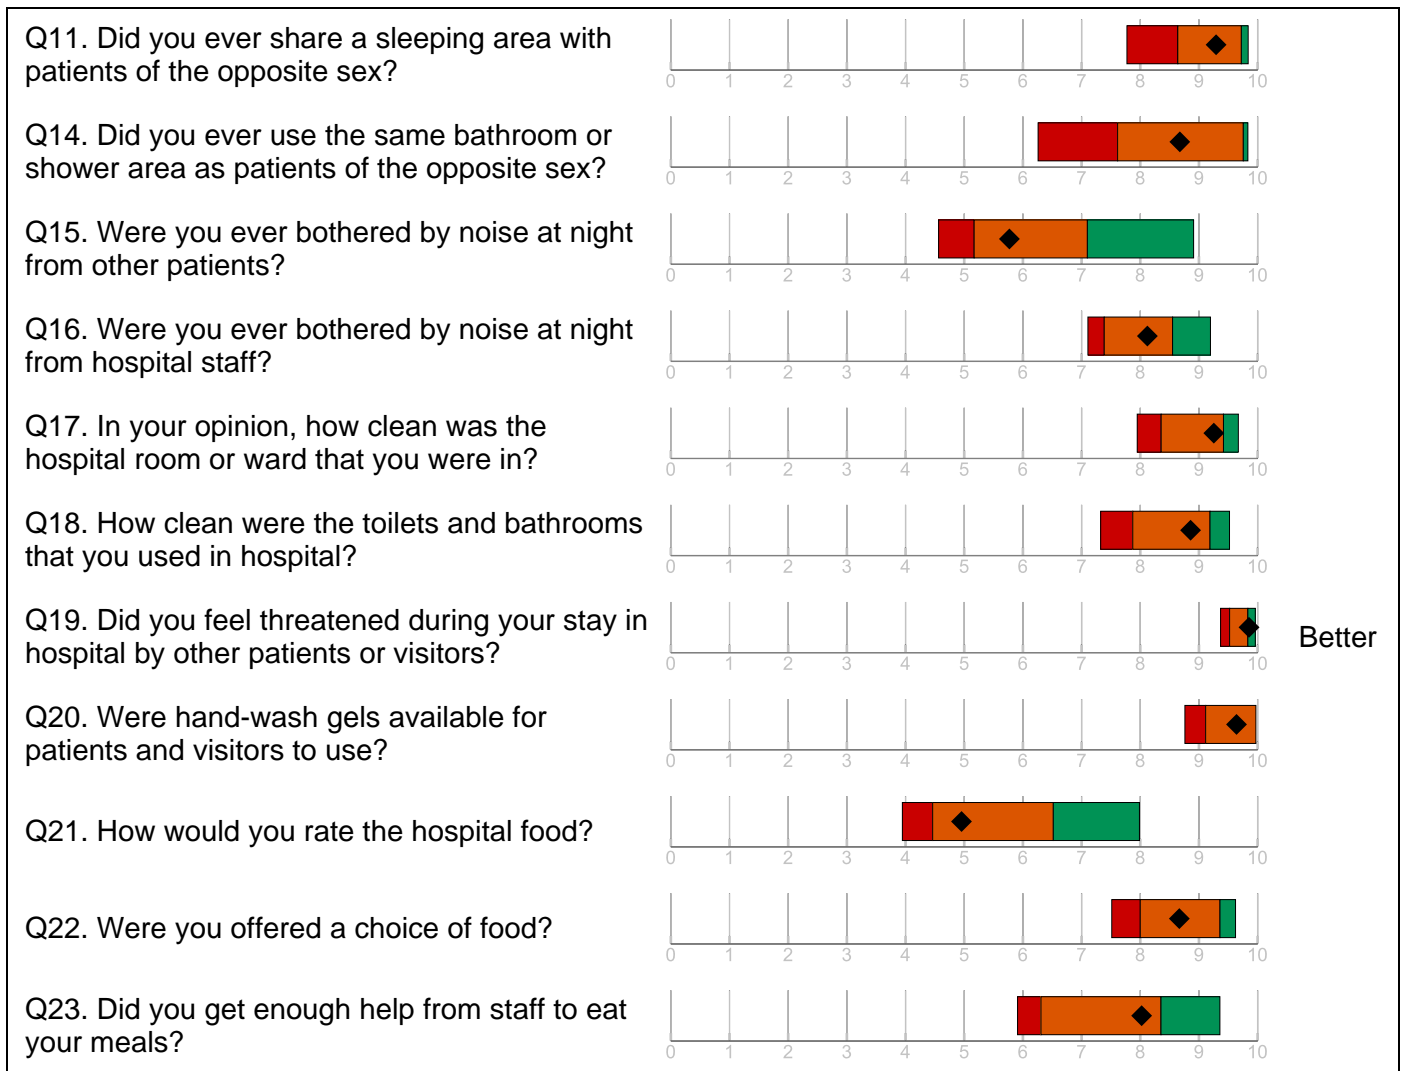 Q11. Did you ever share a sleeping area with
patients of the opposite sex?
0 1 2 3 4 5 6 7 8 9 10
Q14. Did you ever use the same bathroom or
shower area as patients of the opposite sex?
0 1 2 3 4 5 6 7 8 9 10
Q15. Were you ever bothered by noise at night
from other patients?
0 1 2 3 4 5 6 7 8 9 10
Q16. Were you ever bothered by noise at night
from hospital staff?
0 1 2 3 4 5 6 7 8 9 10
Q17. In your opinion, how clean was the
hospital room or ward that you were in?
0 1 2 3 4 5 6 7 8 9 10
Q18. How clean were the toilets and bathrooms
that you used in hospital?
0 1 2 3 4 5 6 7 8 9 10
Q19. Did you feel threatened during your stay in
hospital by other patients or visitors?
0 1 2 3 4 5 6 7 8 9 10
Better
Q20. Were hand-wash gels available for
patients and visitors to use?
0 1 2 3 4 5 6 7 8 9 10
Q21. How would you rate the hospital food?
0 1 2 3 4 5 6 7 8 9 10
Q22. Were you offered a choice of food?
0 1 2 3 4 5 6 7 8 9 10
Q23. Did you get enough help from staff to eat
your meals?
0 1 2 3 4 5 6 7 8 9 10